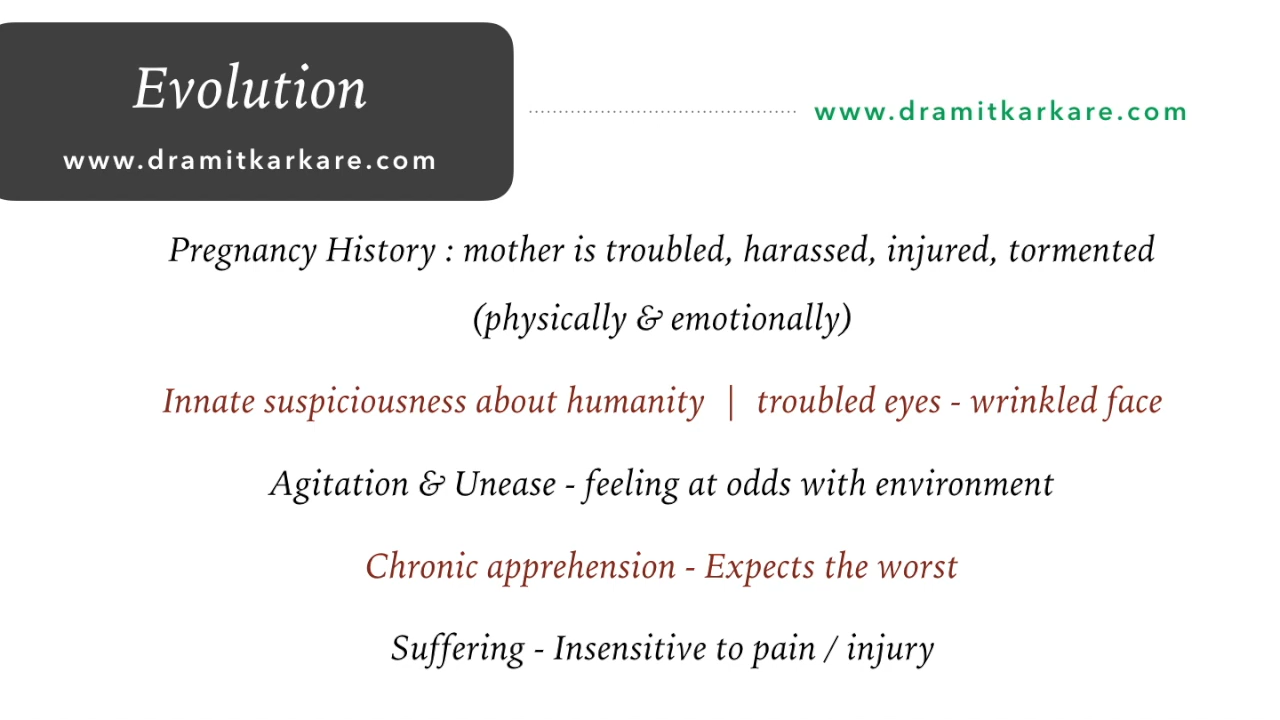 Evolution
www.dramitkarkare.com
www.dramitkarkare.com
Pregnancy History : mother is troubled, harassed, injured, tormented
(physically & emotionally)
Innate suspiciousness about humanity | troubled eyes - wrinkled face
Agitation & Unease - feeling at odds with environment
Chronic apprehension - Expects the worst
Suffering - Insensitive to pain / injury